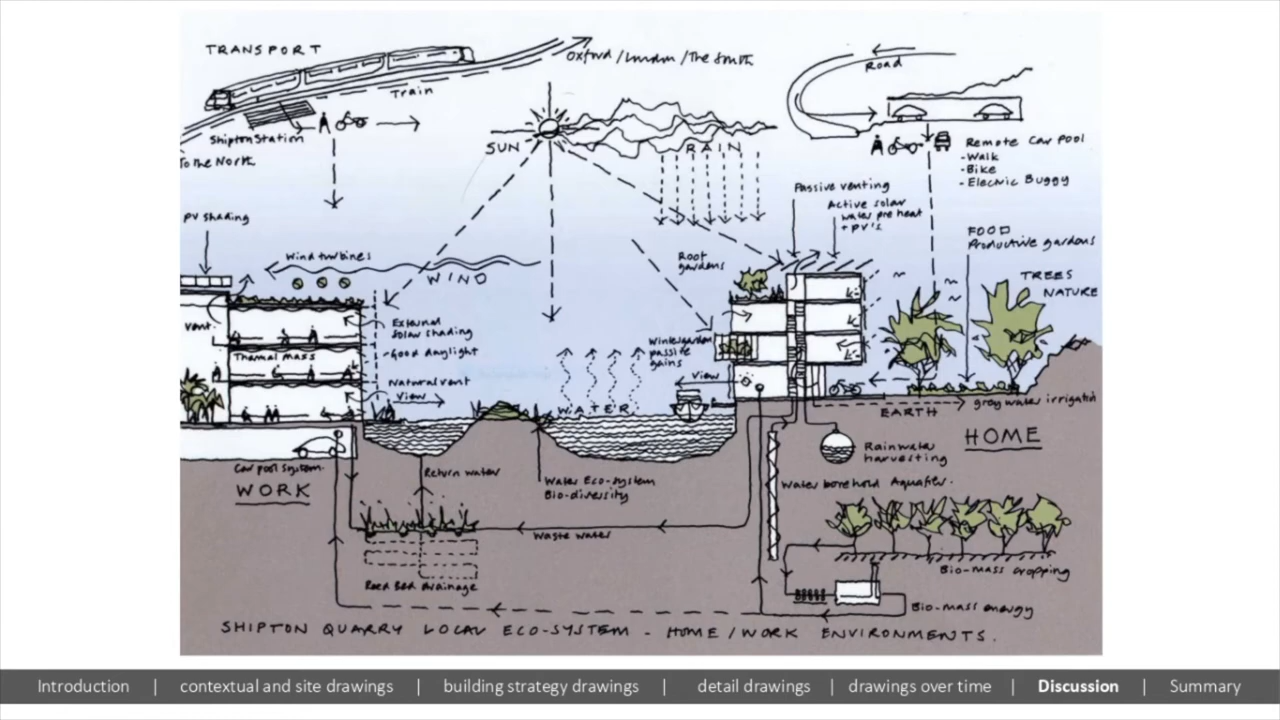 TRANSPORT
Oxford / London / The South
Train
Shipton Station
To the North
Road
Remote Car Pool
- Walk
- Bike
- Electric Buggy
SUN
RAIN
PV shading
Passive venting
Active solar
water pre heat
+ PV's
FOOD
Productive gardens
TREES
NATURE
Wind turbines
WIND
Roof
gardens
Vent.
External
solar shading
Good daylight
Thermal mass
Natural vent
View
Wintergarden
passive
gains
View
WATER
EARTH
grey water irrigation
HOME
Rainwater
harvesting
Car pool system.
WORK
Return water
Water Eco-system
Bio-diversity
Water borehold Aquafier.
Waste water
Reed Bed drainage
Bio-mass cropping
Bio-mass energy
SHIPTON QUARRY LOCAL ECO-SYSTEM - HOME / WORK ENVIRONMENTS.
Introduction | contextual and site drawings | building strategy drawings | detail drawings | drawings over time | Discussion | Summary